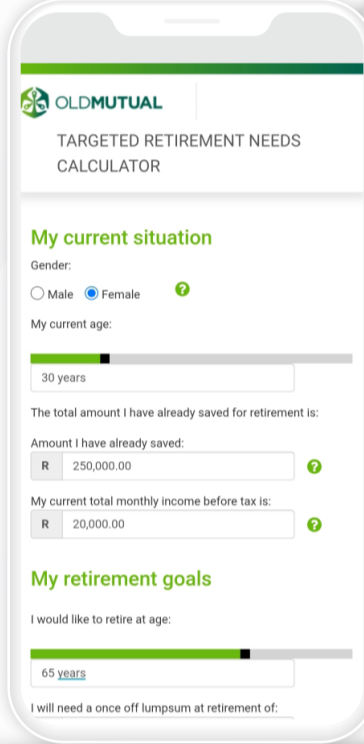 OLDMUTUAL
TARGETED RETIREMENT NEEDS
CALCULATOR
My current situation
Gender:
Male Female ?
My current age:
30 years
The total amount I have already saved for retirement is:
Amount I have already saved:
R 250,000.00 ?
My current total monthly income before tax is:
R 20,000.00 ?
My retirement goals
I would like to retire at age:
65 years
I will need a once off lumpsum at retirement of: